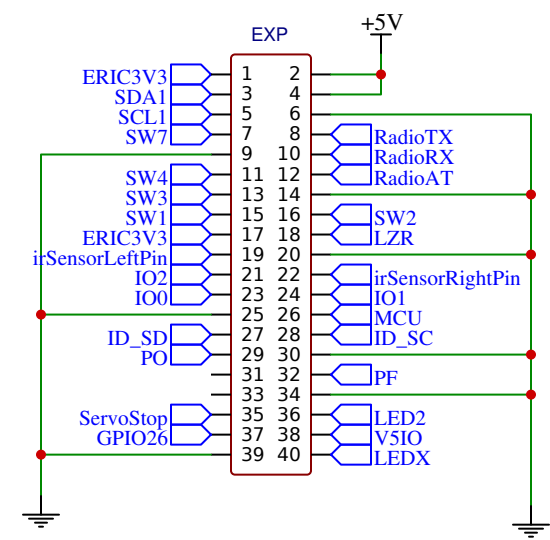 +5V
EXP
ERIC3V3 1 2
SDA1 3 4
SCL1 5 6
SW7 7 8 RadioTX
9 10 RadioRX
SW4 11 12 RadioAT
SW3 13 14
SW1 15 16 SW2
ERIC3V3 17 18 LZR
irSensorLeftPin 19 20
IO2 21 22 irSensorRightPin
IO0 23 24 IO1
25 26 MCU
ID_SD 27 28 ID_SC
PO 29 30
31 32 PF
33 34
ServoStop 35 36 LED2
GPIO26 37 38 V5IO
39 40 LEDX